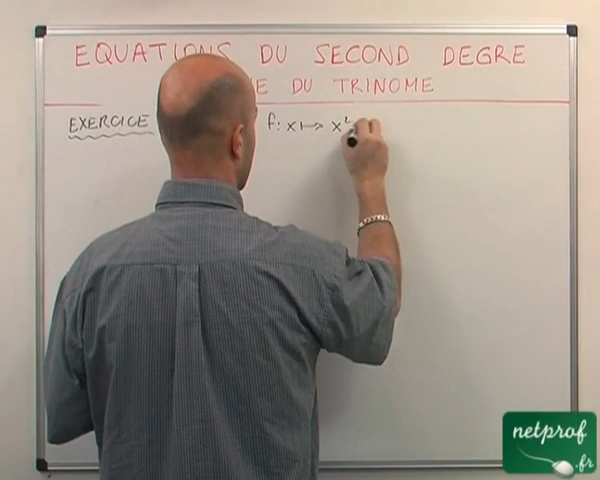 EQUATIONS DU SECOND DEGRE
DU TRINOME
EXERCICE f: x ↦ x²
netprof
.fr